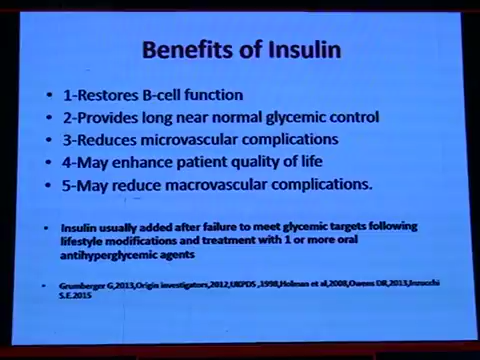 Benefits of Insulin
• 1-Restores B-cell function
• 2-Provides long near normal glycemic control
• 3-Reduces microvascular complications
• 4-May enhance patient quality of life
• 5-May reduce macrovascular complications.
• Insulin usually added after failure to meet glycemic targets following
lifestyle modifications and treatment with 1 or more oral
antihyperglycemic agents
• Grumberger G,2013,Origin investigators,2012,UKPDS ,1998,Holman et al,2008,Owens DR,2013,Inzucchi
S.E.2015